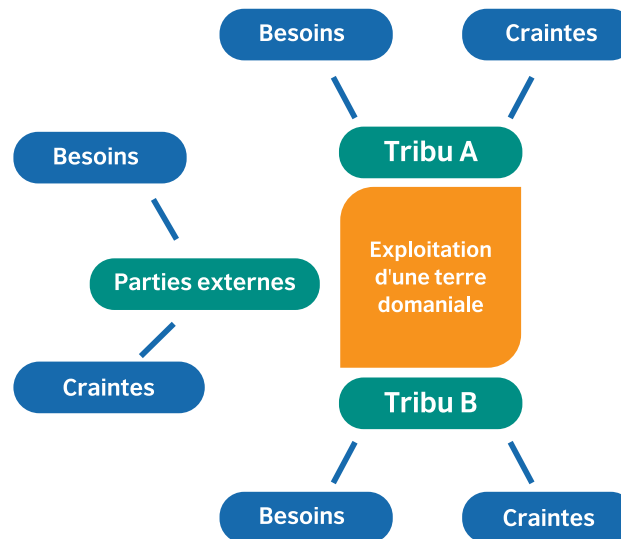 Besoins
Craintes
Tribu A
Besoins
Parties externes
Craintes
Exploitation
d'une terre
domaniale
Tribu B
Besoins
Craintes